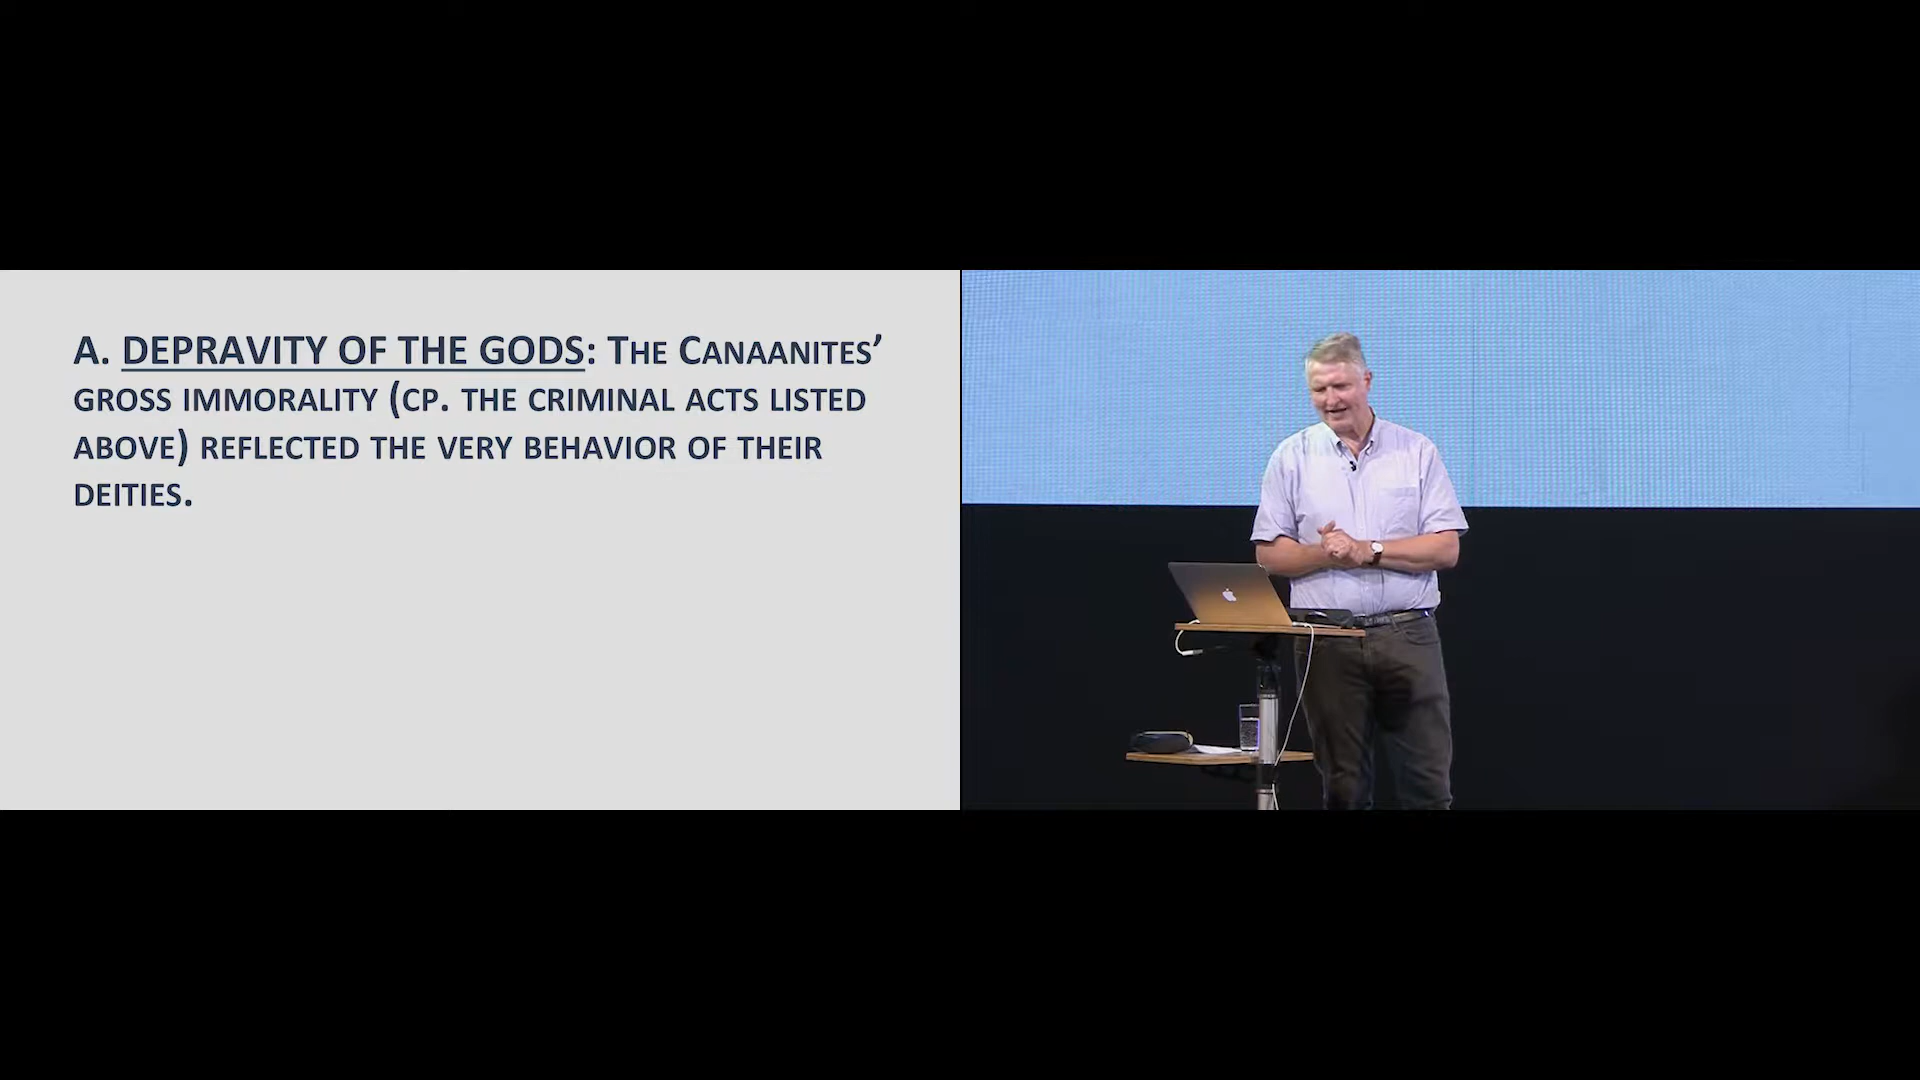 A. DEPRAVITY OF THE GODS: THE CANAANITES’
GROSS IMMORALITY (CP. THE CRIMINAL ACTS LISTED
ABOVE) REFLECTED THE VERY BEHAVIOR OF THEIR
DEITIES.